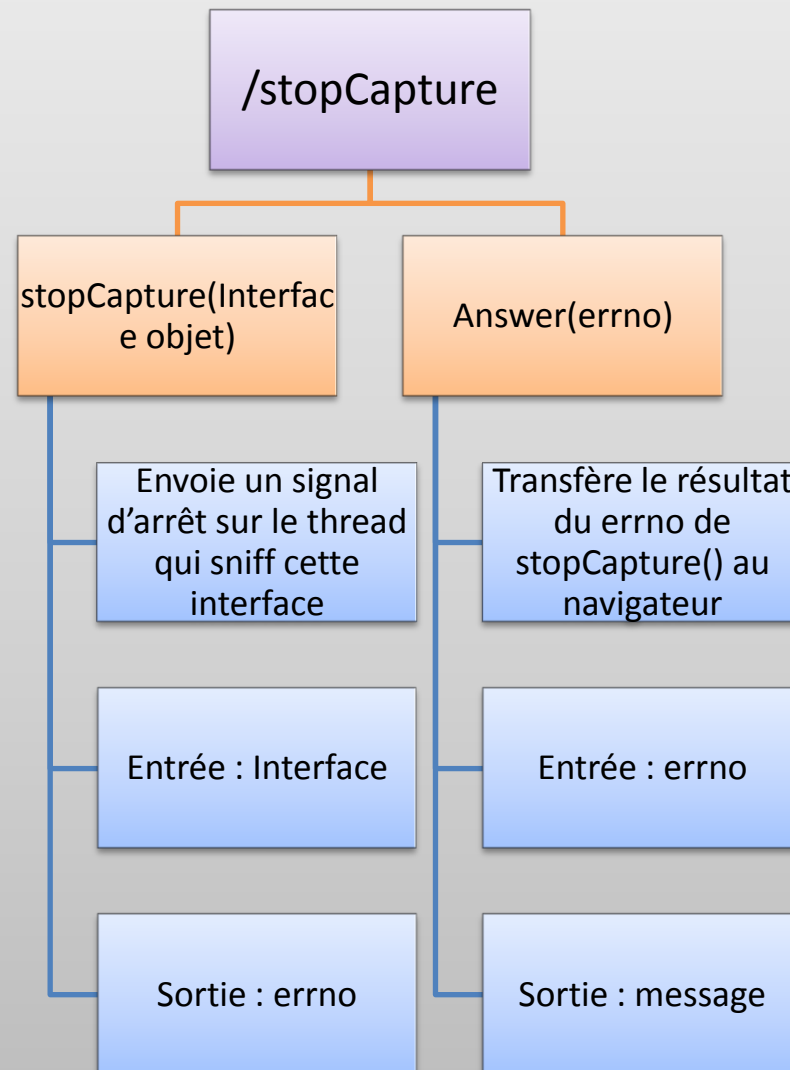 /stopCapture
stopCapture(Interfac
e objet)
Answer(errno)
Envoie un signal
d’arrêt sur le thread
qui sniff cette
interface
Transfère le résultat
du errno de
stopCapture() au
navigateur
Entrée : Interface
Entrée : errno
Sortie : errno
Sortie : message